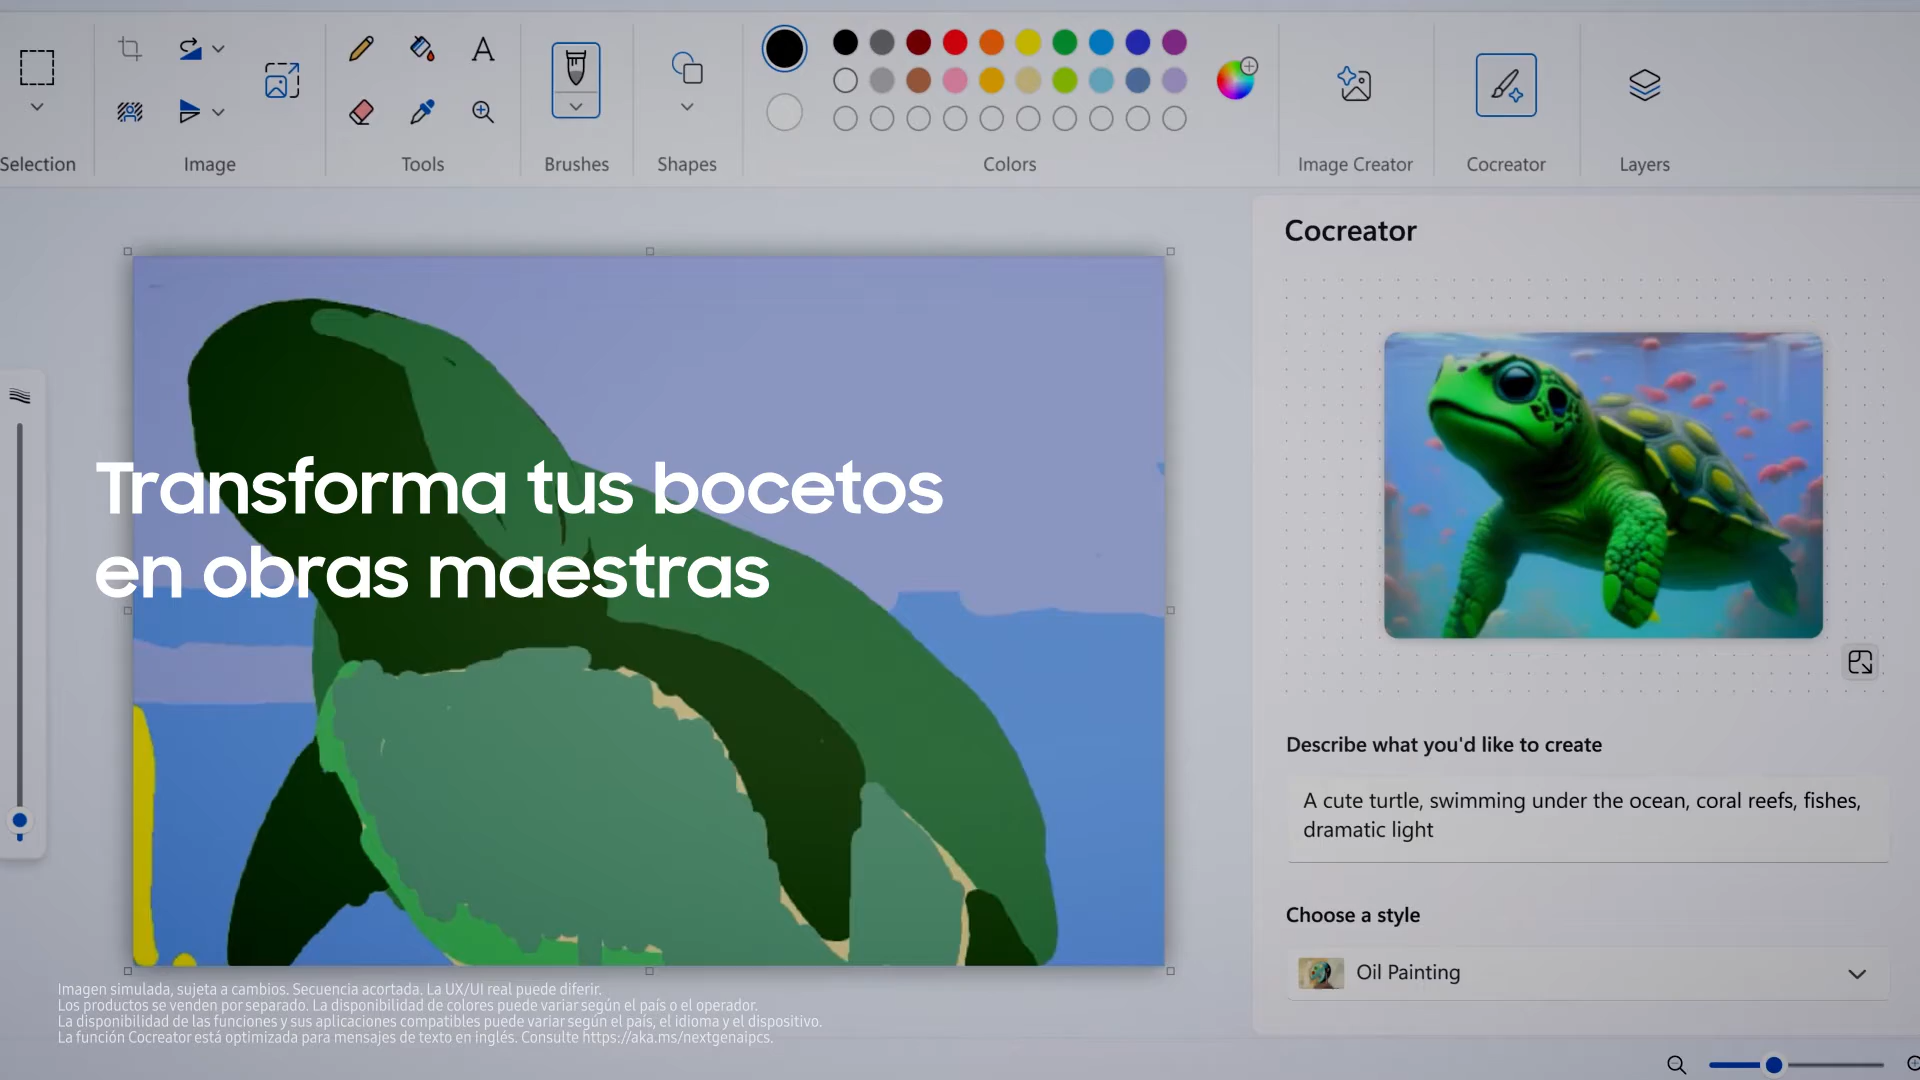 Selection
Image
Tools
Brushes
Shapes
Colors
Image Creator
Cocreator
Layers
Cocreator
Transforma tus bocetos
en obras maestras
Describe what you'd like to create
A cute turtle, swimming under the ocean, coral reefs, fishes,
dramatic light
Choose a style
Oil Painting
Imagen simulada, sujeta a cambios. Secuencia acortada. La UX/UI real puede diferir.
Los productos se venden por separado. La disponibilidad de colores puede variar según el país o el operador.
La disponibilidad de las funciones y sus aplicaciones compatibles puede variar según el país, el idioma y el dispositivo.
La función Cocreator está optimizada para mensajes de texto en inglés. Consulte https://aka.ms/nextgenaipcs.